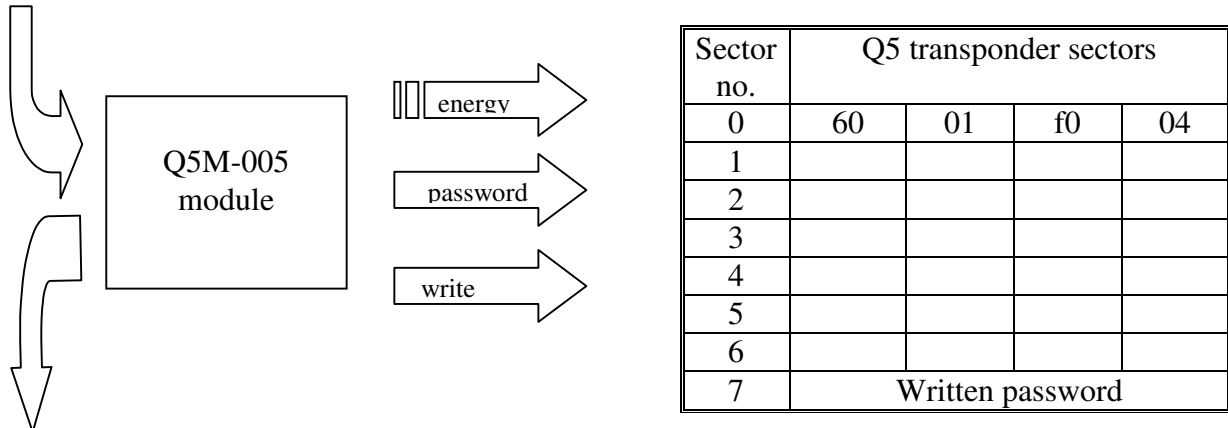 Q5M-005
module
energy
password
write
Sector no. Q5 transponder sectors
0 60 01 f0 04
1
2
3
4
5
6
7 Written password